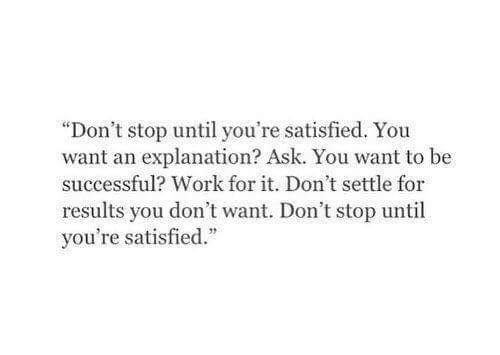 “Don’t stop until you’re satisfied. You
want an explanation? Ask. You want to be
successful? Work for it. Don’t settle for
results you don’t want. Don’t stop until
you’re satisfied.”